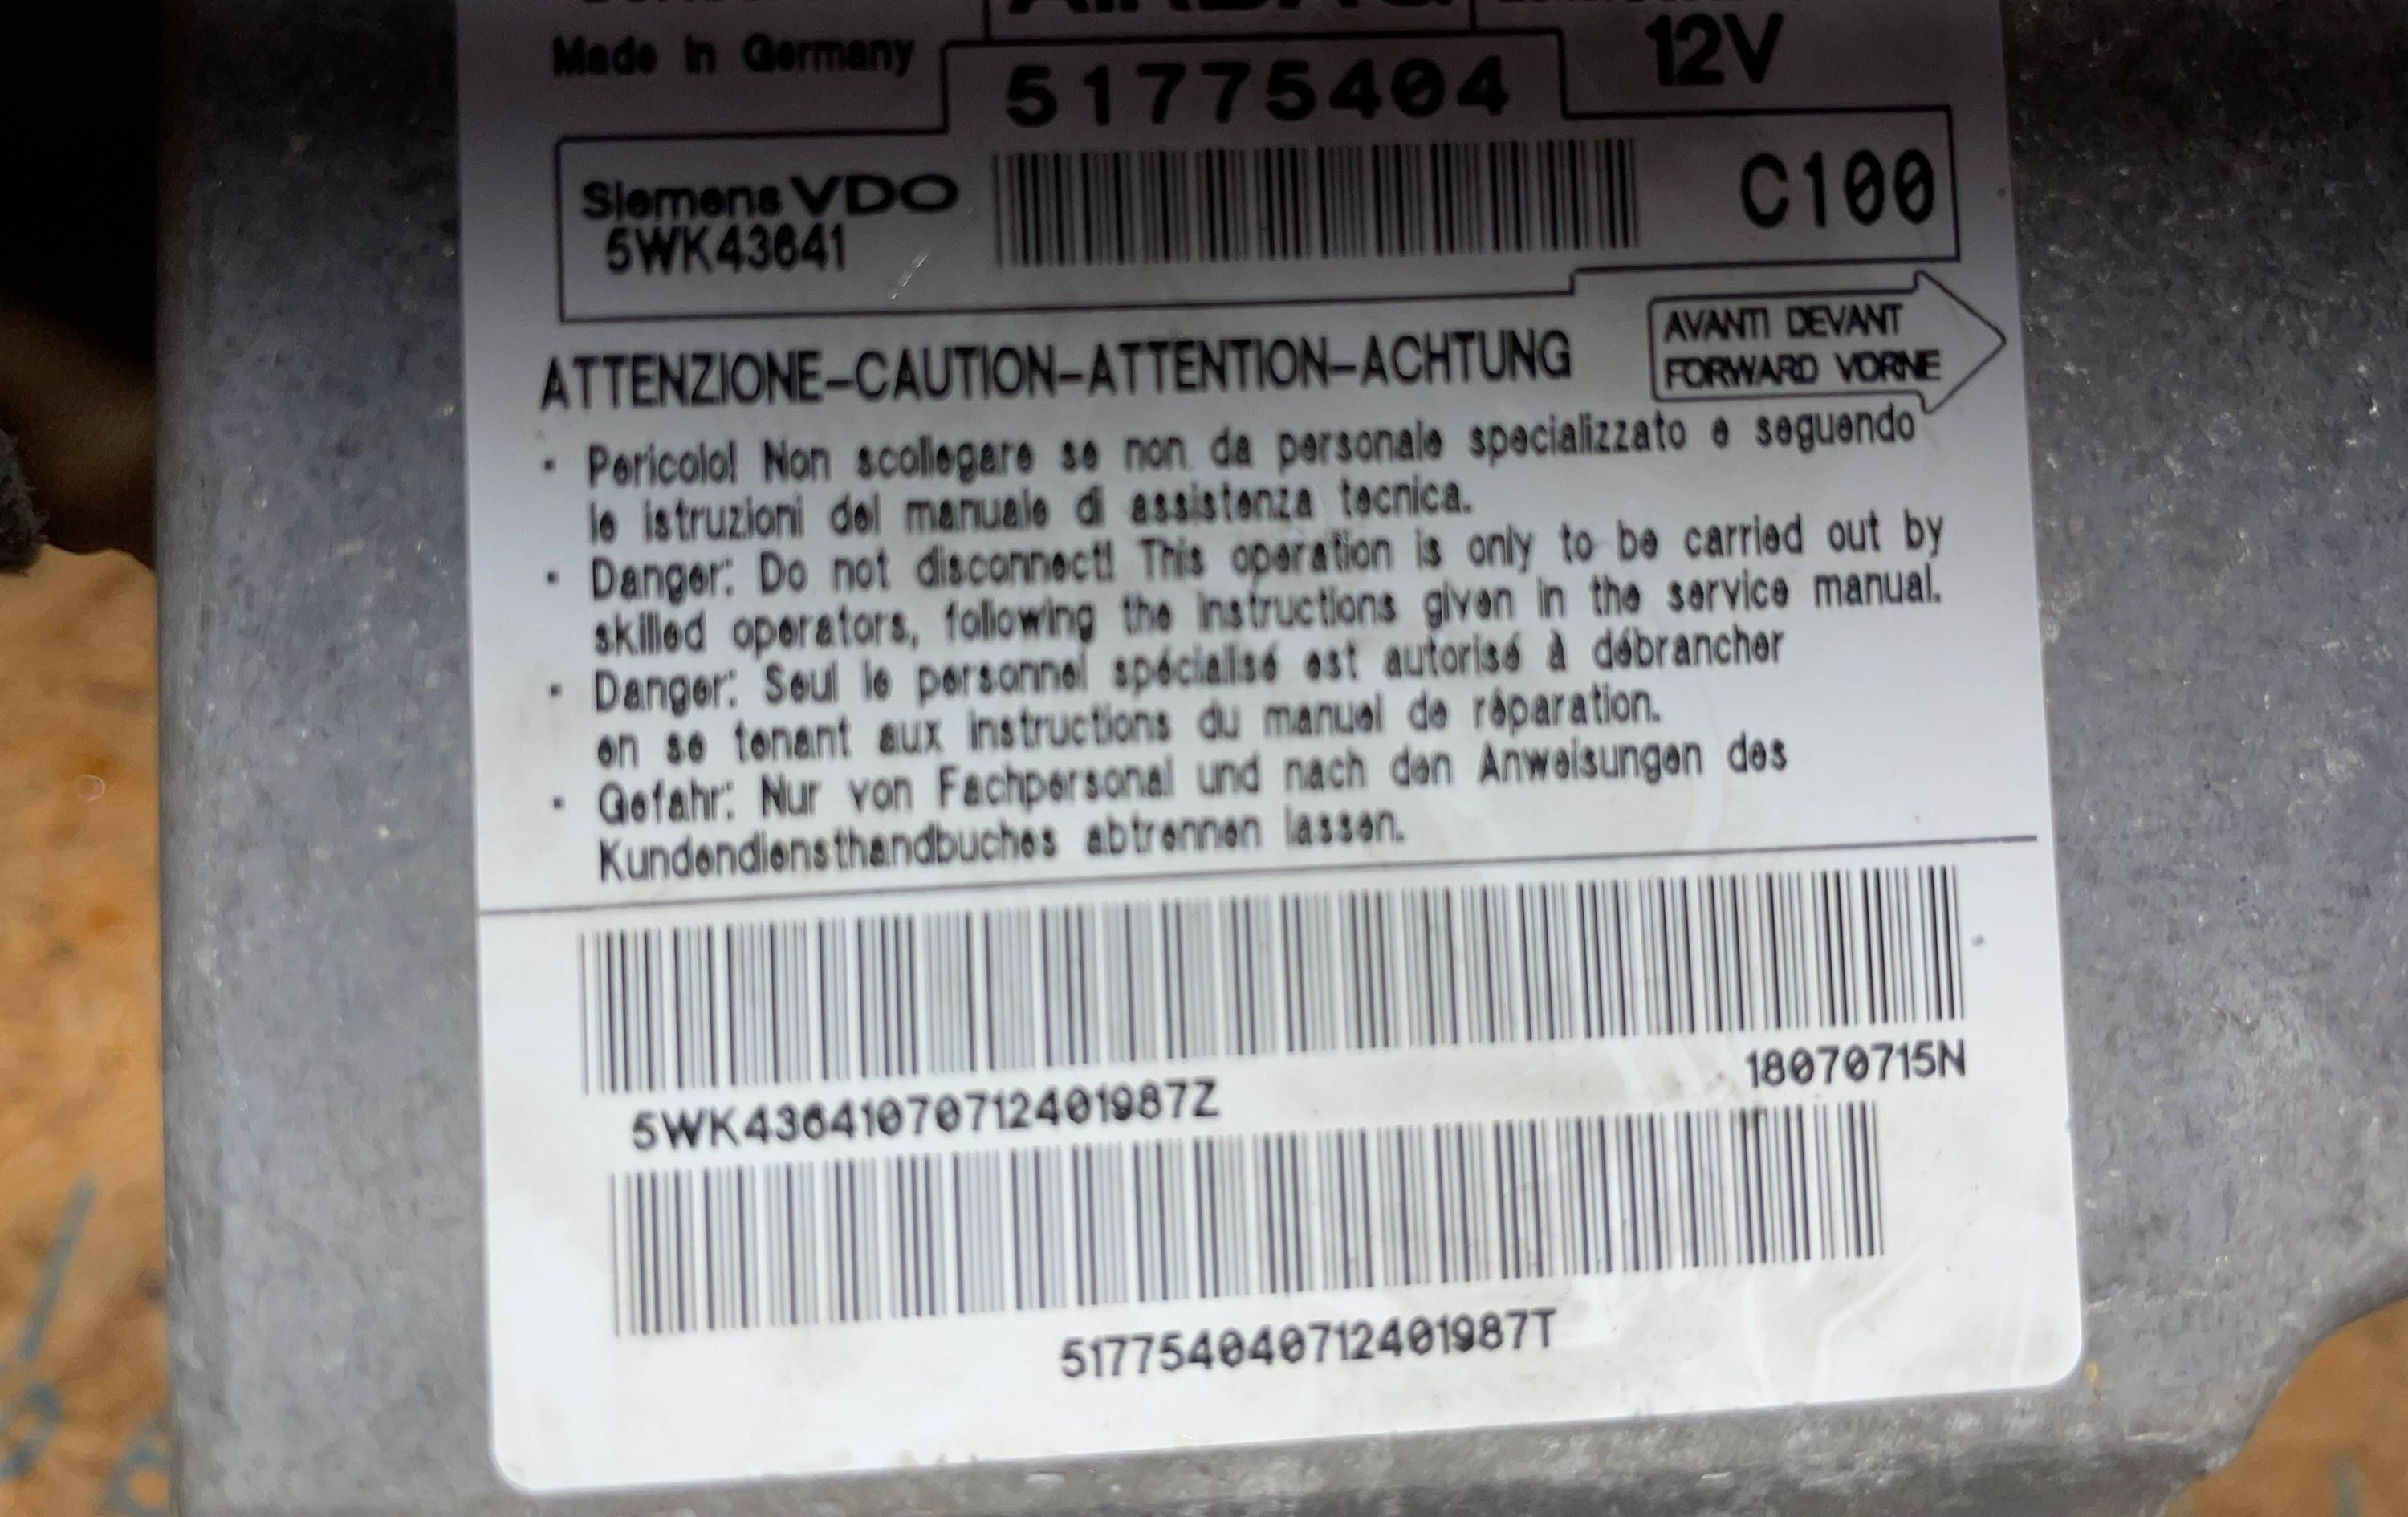 AIRBAG
Made in Germany
12V
51775404
Siemens VDO
5WK43641
C100
ATTENZIONE-CAUTION-ATTENTION-ACHTUNG
AVANTI DEVANT
FORWARD VORNE
- Pericolo! Non scollegare se non da personale specializzato e seguendo
le istruzioni del manuale di assistenza tecnica.
- Danger: Do not disconnect! This operation is only to be carried out by
skilled operators, following the instructions given in the service manual.
- Danger: Seul le personnel spécialisé est autorisé à débrancher
en se tenant aux instructions du manuel de réparation.
- Gefahr: Nur von Fachpersonal und nach den Anweisungen des
Kundendiensthandbuches abtrennen lassen.
18070715N
5WK43641070712401987Z
517754040712401987T